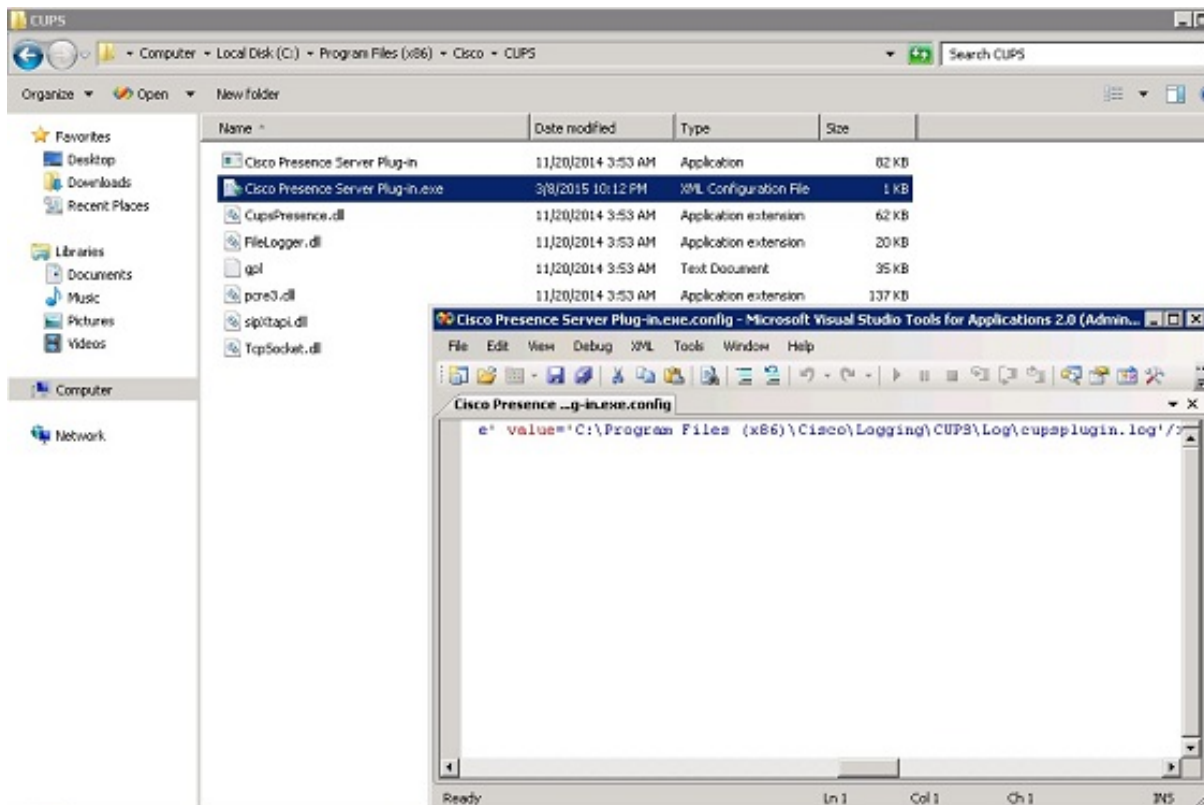 CUPS
Computer Local Disk (C:) Program Files (x86) Cisco CUPS
Search CUPS
Organize Open New folder
Favorites
Desktop
Downloads
Recent Places
Libraries
Documents
Music
Pictures
Videos
Computer
Network
Name Date modified Type Size
Cisco Presence Server Plug-in 11/20/2014 3:53 AM Application 82 KB
Cisco Presence Server Plug-in.exe 3/8/2015 10:12 PM XML Configuration File 1 KB
CupsPresence.dll 11/20/2014 3:53 AM Application extension 62 KB
FileLogger.dll 11/20/2014 3:53 AM Application extension 20 KB
gpl 11/20/2014 3:53 AM Text Document 35 KB
pcre3.dll 11/20/2014 3:53 AM Application extension 137 KB
sipXtapi.dll
TcpSocket.dll
Cisco Presence Server Plug-in.exe.config - Microsoft Visual Studio Tools for Applications 2.0 (Admin...
File Edit View Debug XML Tools Window Help
Cisco Presence ...g-in.exe.config
e' value='C:\Program Files (x86)\Cisco\Logging\CUPS\Log\cupsplugin.log'/>
Ready Ln 1 Col 1 Ch 1 INS